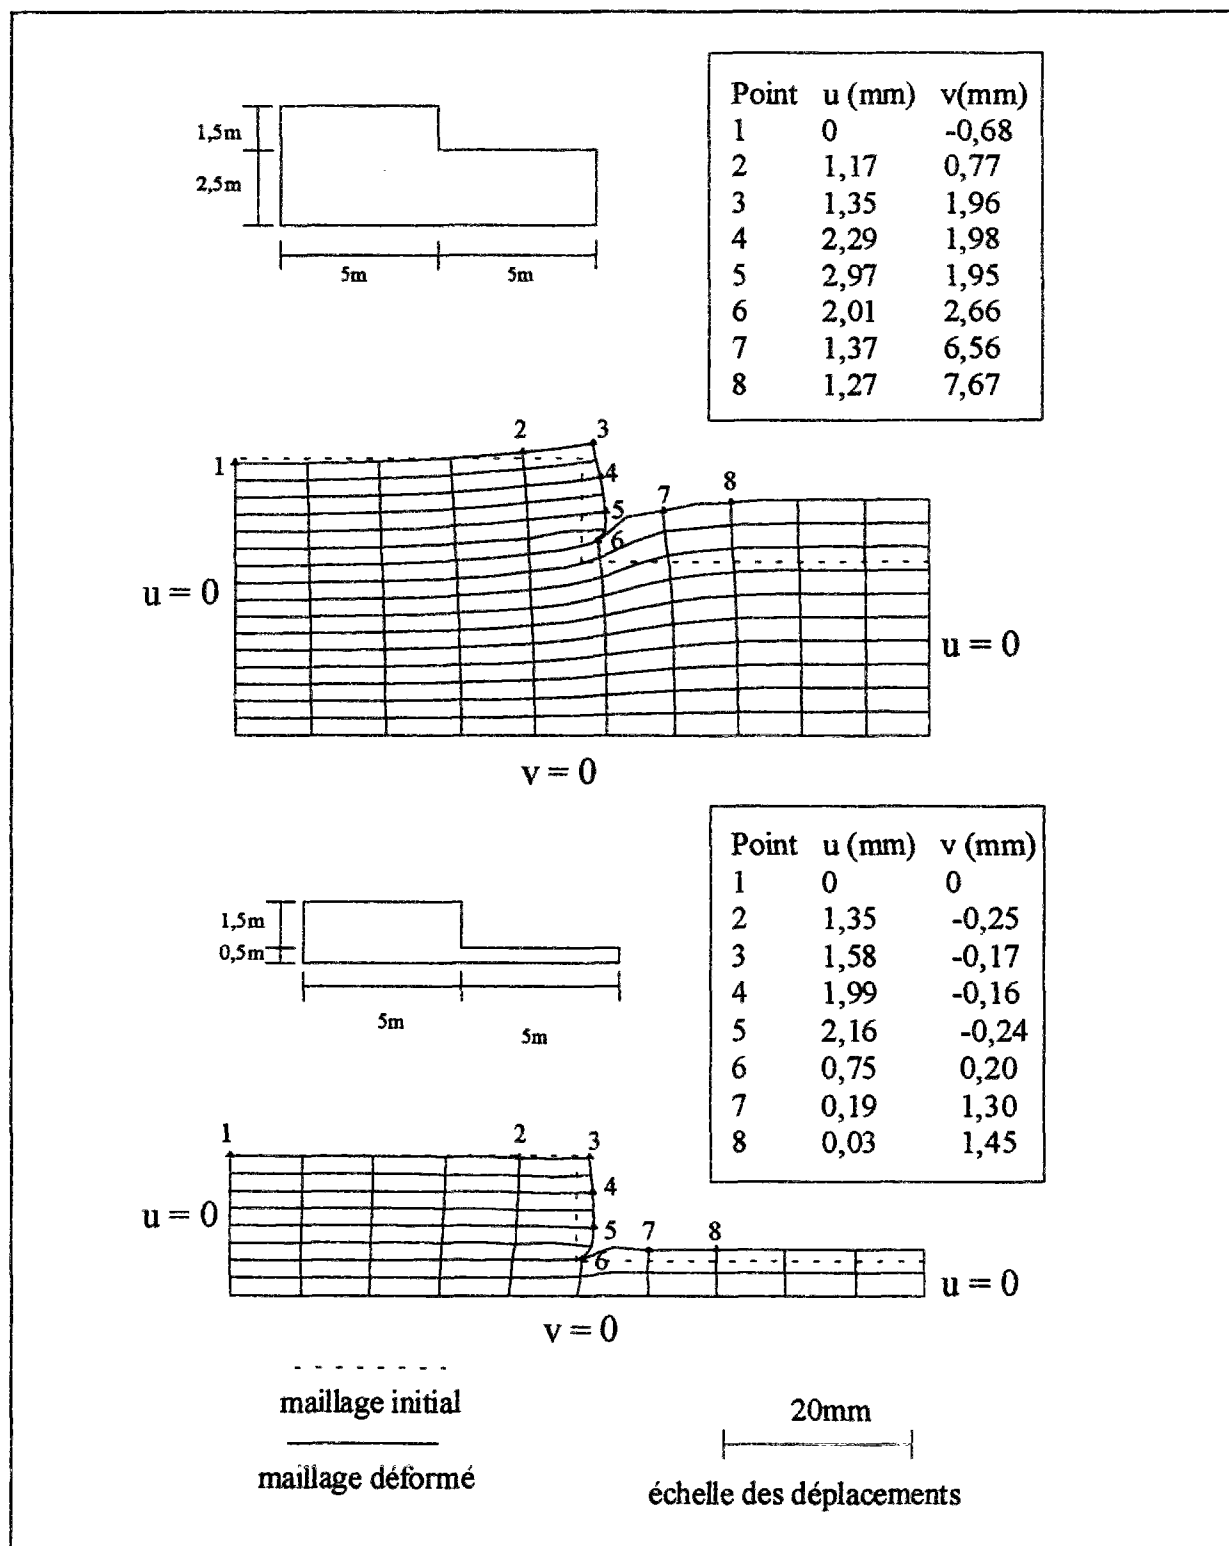 Point u (mm) v(mm)
1 0 -0,68
2 1,17 0,77
3 1,35 1,96
4 2,29 1,98
5 2,97 1,95
6 2,01 2,66
7 1,37 6,56
8 1,27 7,67
1,5m
2,5m
5m 5m
1 2 3
4
5 7 8
6
u = 0
u = 0
v = 0
Point u (mm) v (mm)
1 0 0
2 1,35 -0,25
3 1,58 -0,17
4 1,99 -0,16
5 2,16 -0,24
6 0,75 0,20
7 0,19 1,30
8 0,03 1,45
1,5m
0,5m
5m 5m
1 2 3
4
5 7 8
6
u = 0
u = 0
v = 0
maillage initial
maillage déformé
20mm
échelle des déplacements